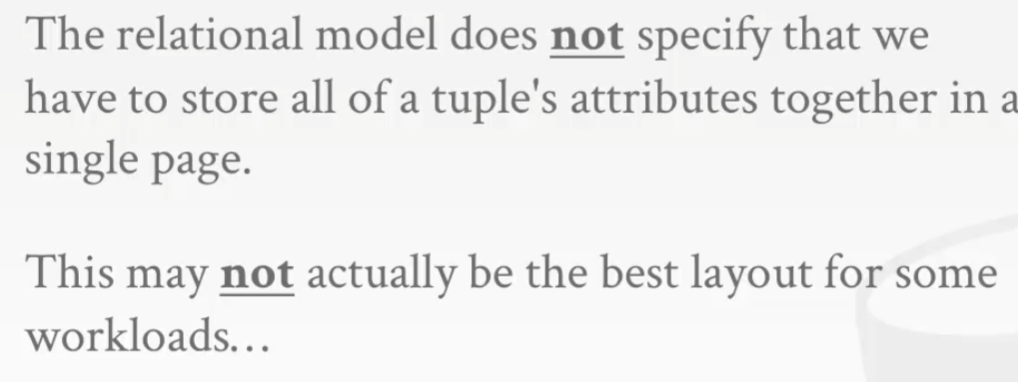 The relational model does not specify that we
have to store all of a tuple's attributes together in a
single page.
This may not actually be the best layout for some
workloads…